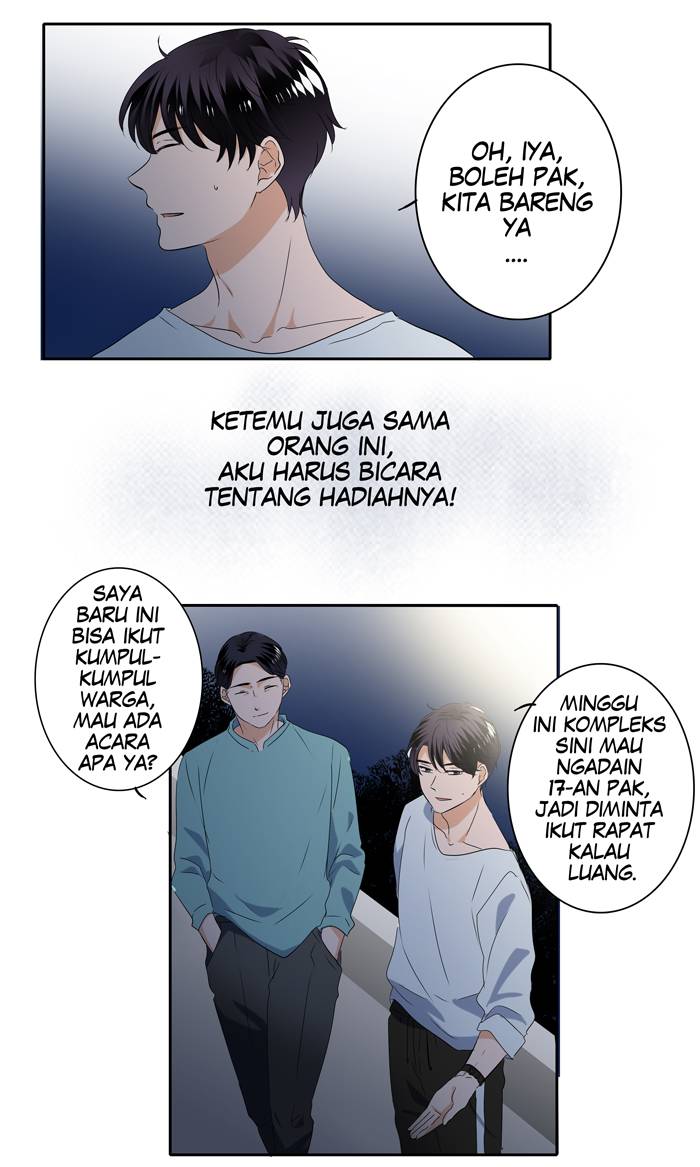 OH, IYA,
BOLEH PAK,
KITA BARENG
YA
....
KETEMU JUGA SAMA
ORANG INI,
AKU HARUS BICARA
TENTANG HADIAHNYA!
SAYA
BARU INI
BISA IKUT
KUMPUL-
KUMPUL
WARGA,
MAU ADA
ACARA
APA YA?
MINGGU
INI KOMPLEKS
SINI MAU
NGADAIN
17-AN PAK,
JADI DIMINTA
IKUT RAPAT
KALAU
LUANG.